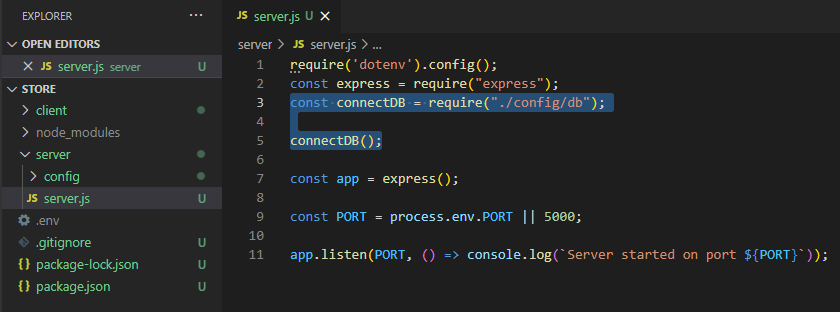 EXPLORER
...
OPEN EDITORS
JS server.js server U
STORE
client
node_modules
server
config
JS server.js U
.env
.gitignore U
{} package-lock.json U
{} package.json U
JS server.js U
server > JS server.js > ...
1 require('dotenv').config();
2 const express = require("express");
3 const connectDB = require("./config/db");
4
5 connectDB();
6
7 const app = express();
8
9 const PORT = process.env.PORT || 5000;
10
11 app.listen(PORT, () => console.log(`Server started on port ${PORT}`));